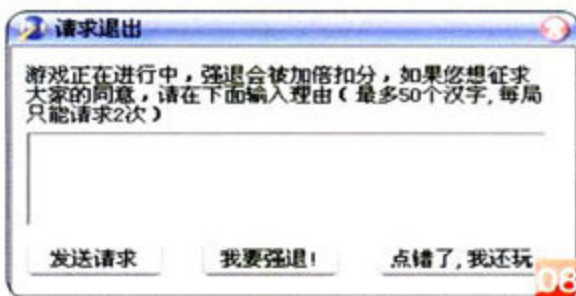 请求退出
游戏正在进行中,强退会被加倍扣分,如果您想征求
大家的同意,请在下面输入理由(最多50个汉字,每局
只能请求2次)
发送请求 我要强退! 点错了,我还玩
08